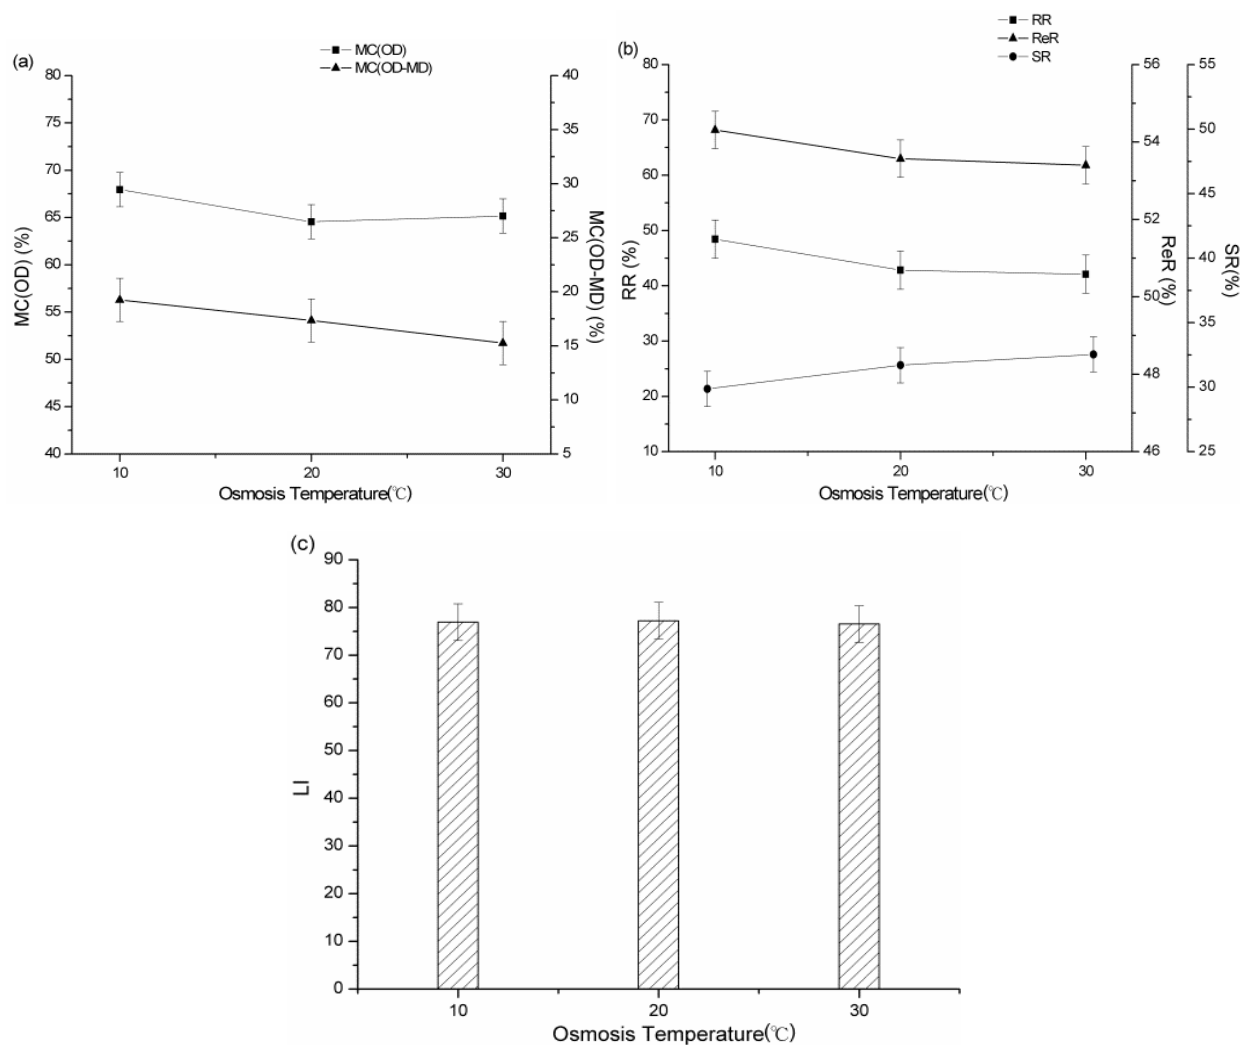 (a)
MC(OD)
MC(OD-MD)
80
75
70
65
60
55
50
45
40
MC(OD) (%)
40
35
30
25
20
15
10
5
MC(OD-MD) (%)
10 20 30
Osmosis Temperature(℃)
(b)
RR
ReR
SR
80
70
60
50
40
30
20
10
RR (%)
56
54
52
50
48
46
ReR (%)
55
50
45
40
35
30
25
SR(%)
10 20 30
Osmosis Temperature(℃)
(c)
90
80
70
60
50
40
30
20
10
0
LI
10 20 30
Osmosis Temperature(℃)